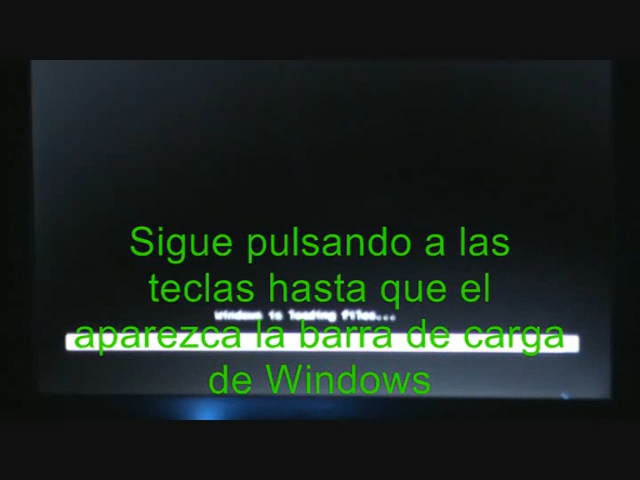 Sigue pulsando a las
teclas hasta que el
Windows is loading files...
aparezca la barra de carga
de Windows